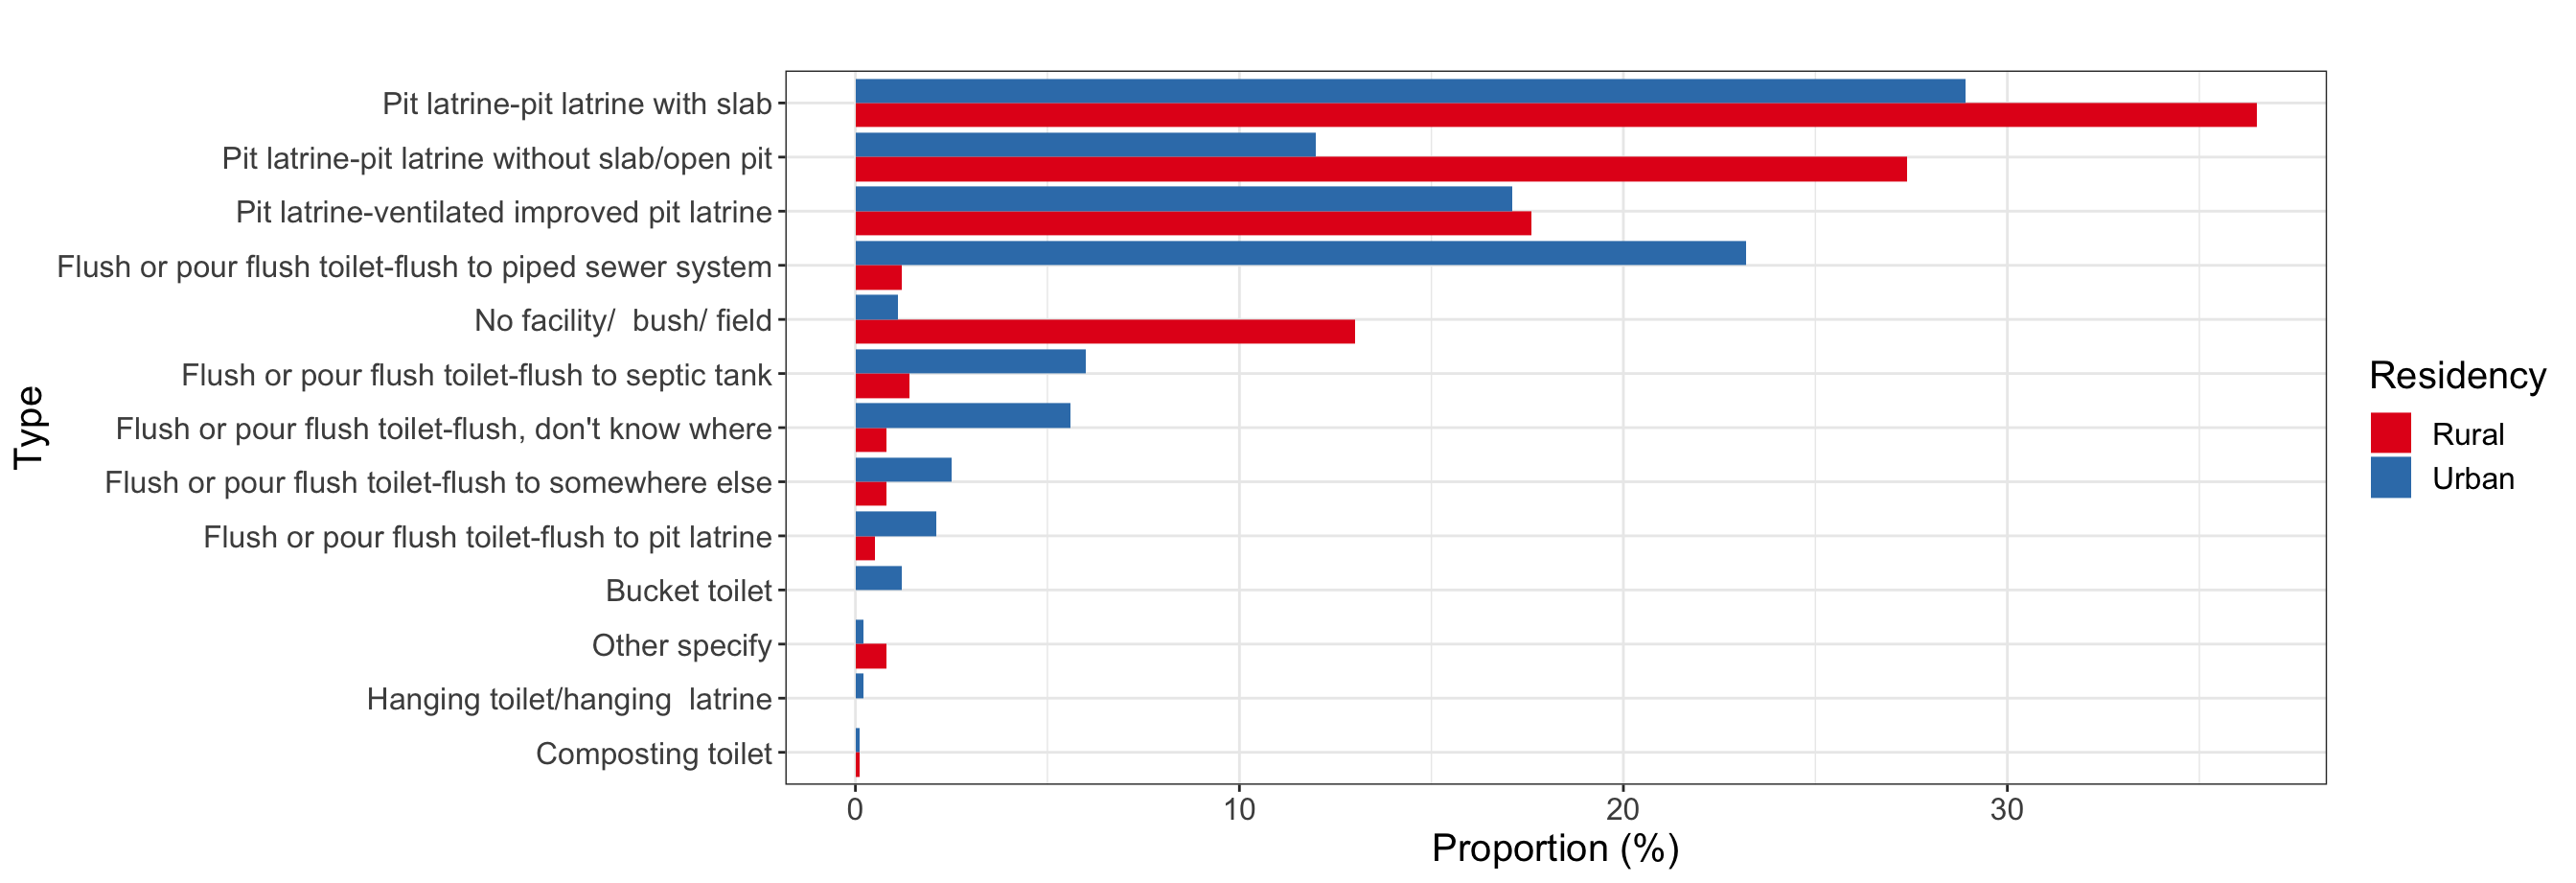 Pit latrine-pit latrine with slab
Pit latrine-pit latrine without slab/open pit
Pit latrine-ventilated improved pit latrine
Flush or pour flush toilet-flush to piped sewer system
No facility/  bush/ field
Flush or pour flush toilet-flush to septic tank
Flush or pour flush toilet-flush, don't know where
Flush or pour flush toilet-flush to somewhere else
Flush or pour flush toilet-flush to pit latrine
Bucket toilet
Other specify
Hanging toilet/hanging  latrine
Composting toilet
Type
0 10 20 30
Proportion (%)
Residency
Rural
Urban